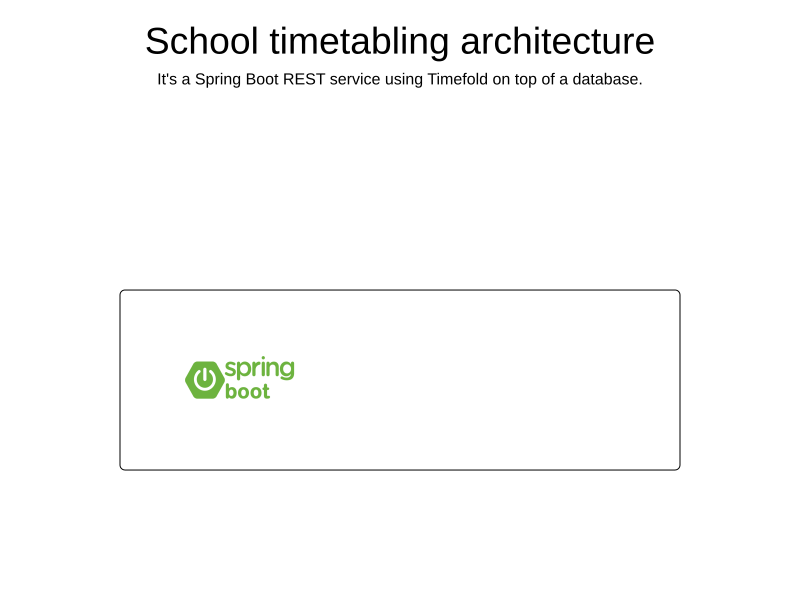 School timetabling architecture
It's a Spring Boot REST service using Timefold on top of a database.
spring
boot